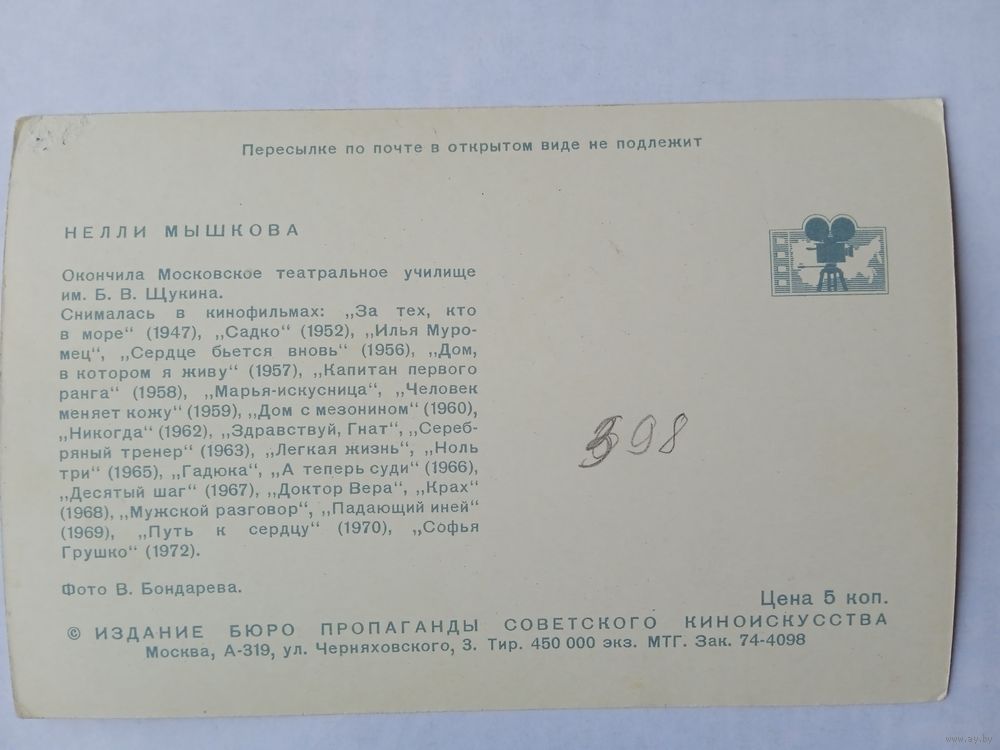 Пересылке по почте в открытом виде не подлежит
НЕЛЛИ МЫШКОВА
Окончила Московское театральное училище
им. Б. В. Щукина.
Снималась в кинофильмах: „За тех, кто
в море“ (1947), „Садко“ (1952), „Илья Муро-
мец“, „Сердце бьется вновь“ (1956), „Дом,
в котором я живу“ (1957), „Капитан первого
ранга“ (1958), „Марья-искусница“, „Человек
меняет кожу“ (1959), „Дом с мезонином“ (1960),
„Никогда“ (1962), „Здравствуй, Гнат“, „Сереб-
ряный тренер“ (1963), „Легкая жизнь“, „Ноль
три“ (1965), „Гадюка“, „А теперь суди“ (1966),
„Десятый шаг“ (1967), „Доктор Вера“, „Крах“
(1968), „Мужской разговор“, „Падающий иней“
(1969), „Путь к сердцу“ (1970), „Софья
Грушко“ (1972).
Фото В. Бондарева.
98
Цена 5 коп.
© ИЗДАНИЕ БЮРО ПРОПАГАНДЫ СОВЕТСКОГО КИНОИСКУССТВА
Москва, А-319, ул. Черняховского, 3. Тир. 450 000 экз. МТГ. Зак. 74-4098
www.ay.by